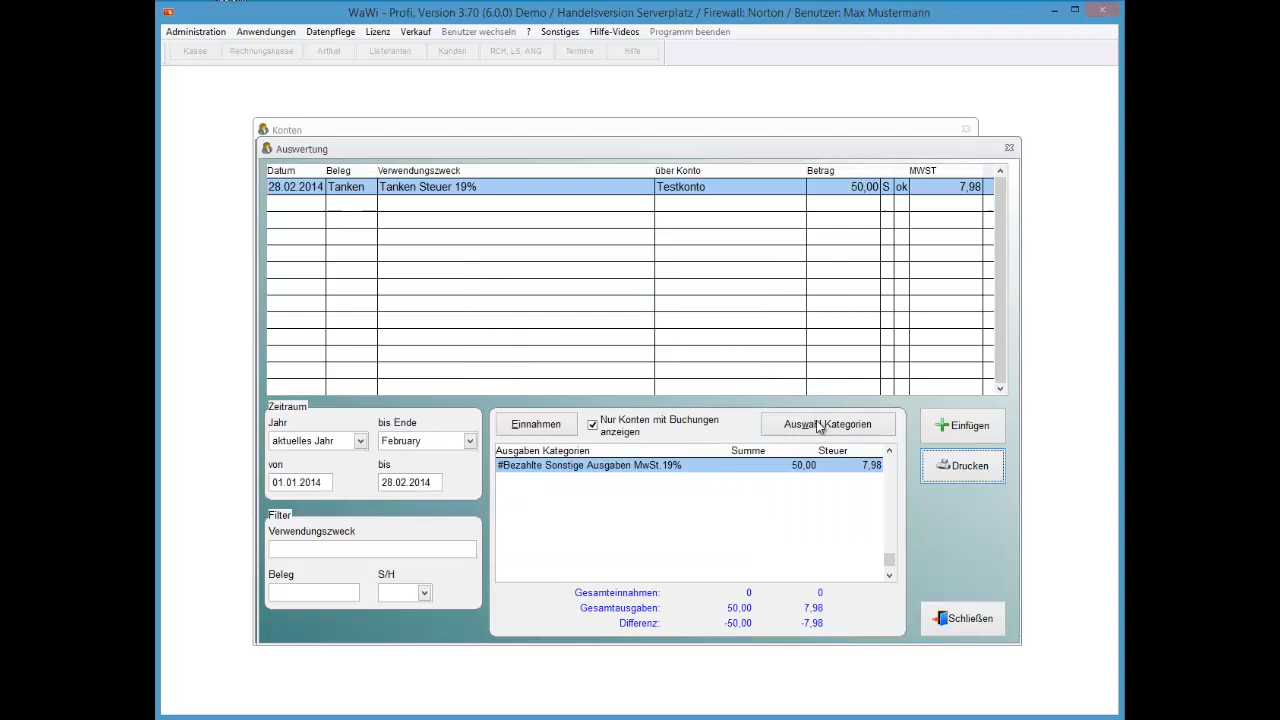 WaWi - Profi, Version 3.70 (6.0.0) Demo / Handelsversion Serverplatz / Firewall: Norton / Benutzer: Max Mustermann
Administration Anwendungen Datenpflege Lizenz Verkauf Benutzer wechseln ? Sonstiges Hilfe-Videos Programm beenden
Kasse Rechnungskasse Artikel Lieferanten Kunden RCH, LS, ANG Termine Hilfe
Konten
Auswertung
Datum Beleg Verwendungszweck über Konto Betrag MWST
28.02.2014 Tanken Tanken Steuer 19% Testkonto 50,00 S ok 7,98
Zeitraum
Jahr bis Ende
aktuelles Jahr February
von bis
01.01.2014 28.02.2014
Filter
Verwendungszweck
Beleg S/H
Einnahmen
Nur Konten mit Buchungen
anzeigen
Auswahl Kategorien
Ausgaben Kategorien Summe Steuer
#Bezahlte Sonstige Ausgaben MwSt.19% 50,00 7,98
Gesamteinnahmen: 0 0
Gesamtausgaben: 50,00 7,98
Differenz: -50,00 -7,98
Einfügen
Drucken
Schließen